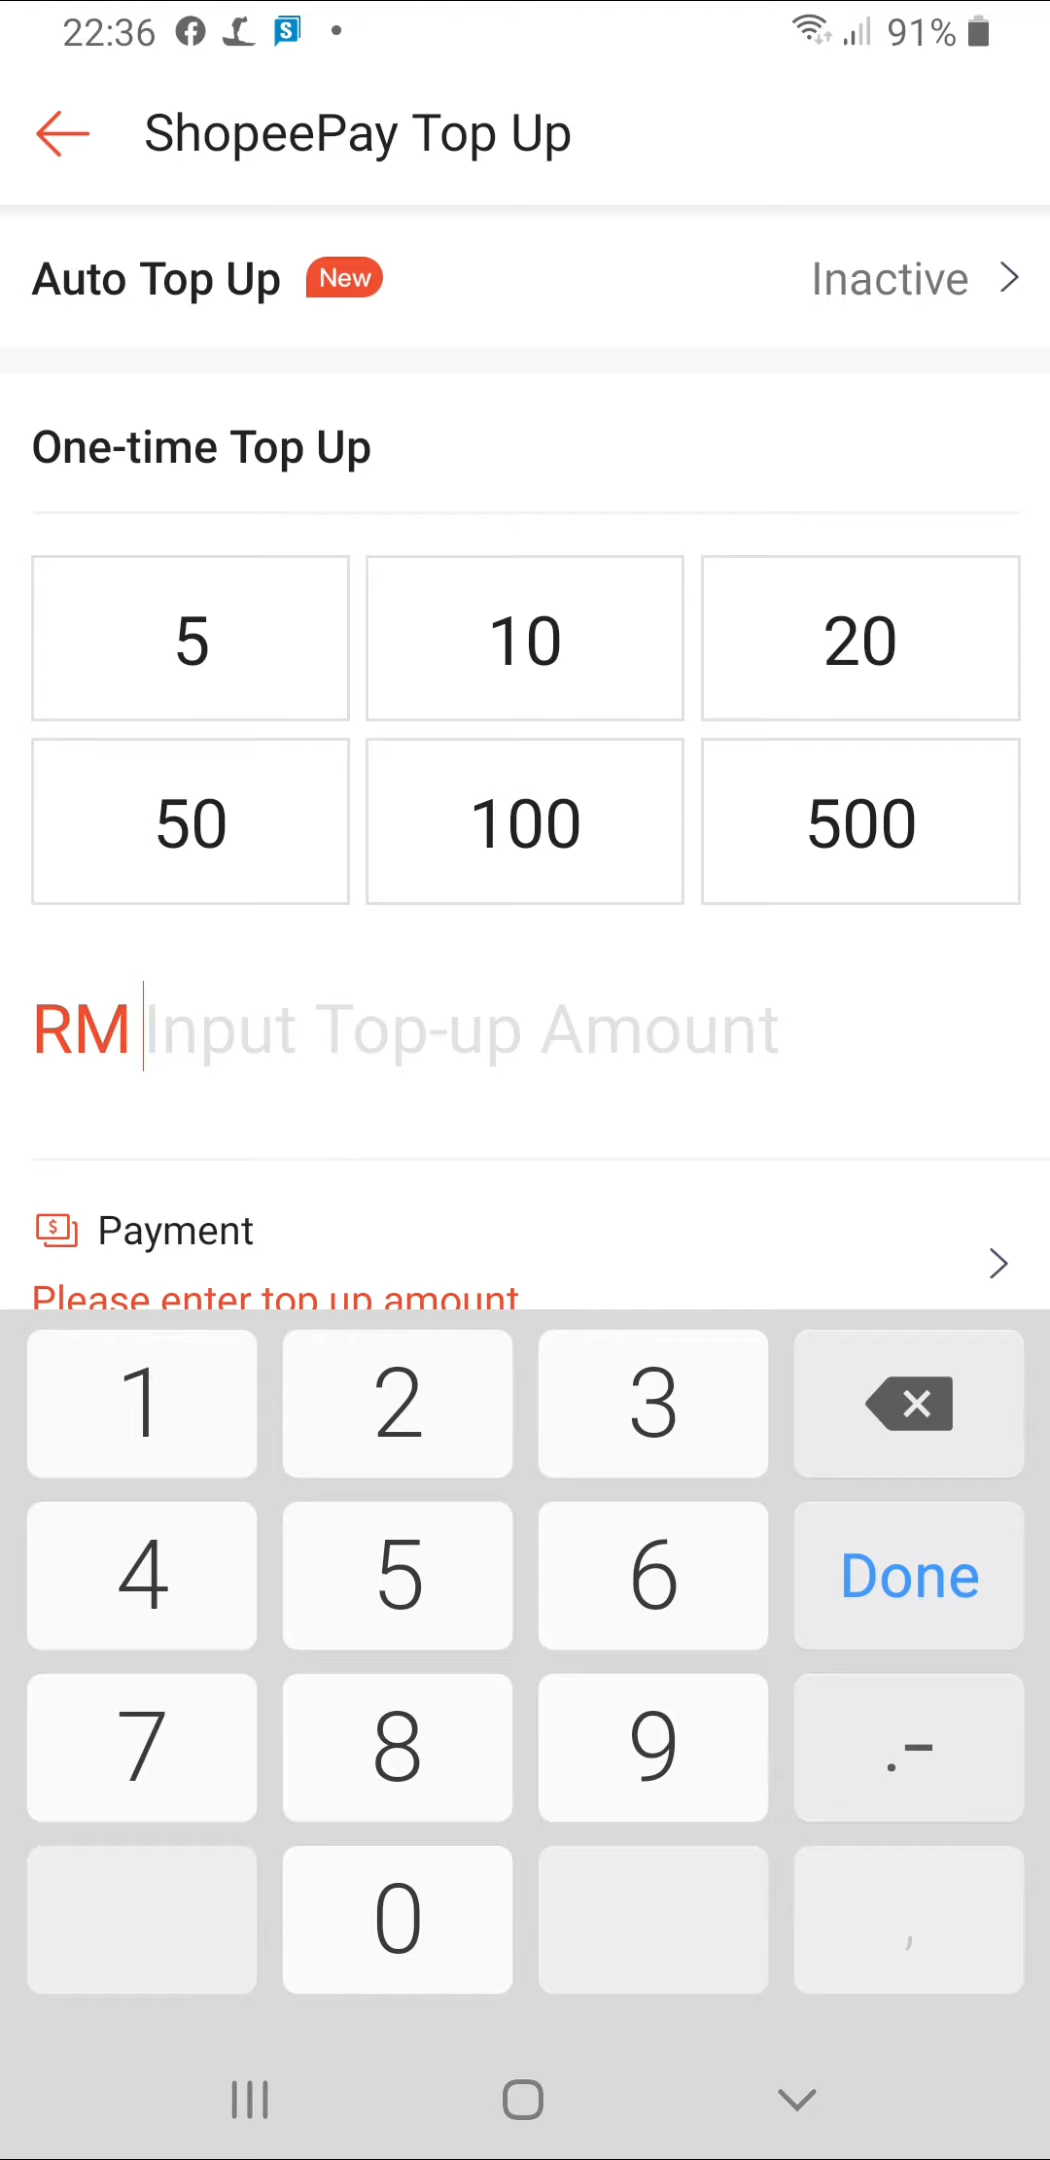 22:36 S 91%
ShopeePay Top Up
Auto Top Up New Inactive
One-time Top Up
5 10 20
50 100 500
RM Input Top-up Amount
$ Payment
Please enter top up amount
1 2 3
4 5 6 Done
7 8 9 .-
0 ,